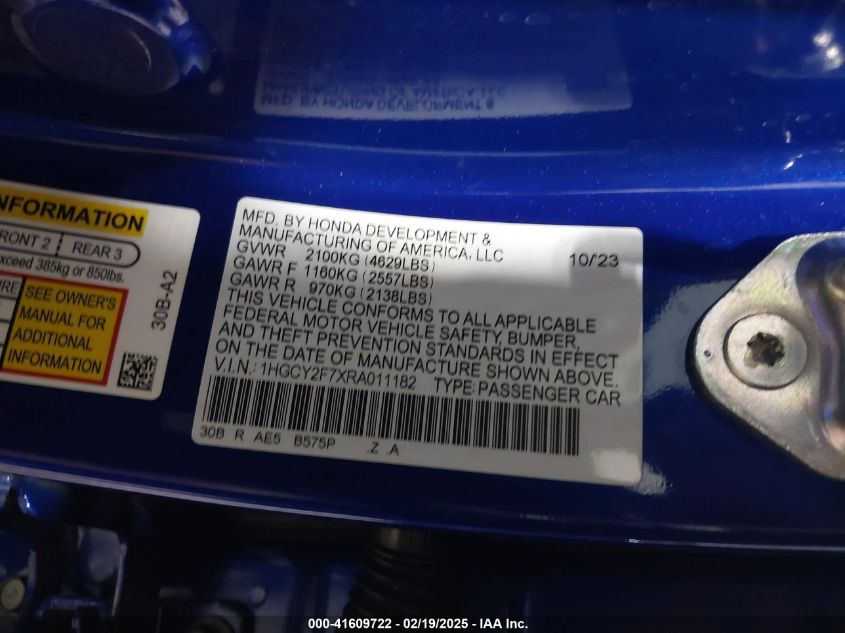 NFORMATION
FRONT 2 REAR 3
exceed 385kg or 850lbs.
SEE OWNER'S
MANUAL FOR
ADDITIONAL
INFORMATION
30B-A2
MFD. BY HONDA DEVELOPMENT &
MANUFACTURING OF AMERICA, LLC
10/'23
GVWR 2100KG (4629LBS)
GAWR F 1160KG (2557LBS)
GAWR R 970KG (2138LBS)
THIS VEHICLE CONFORMS TO ALL APPLICABLE
FEDERAL MOTOR VEHICLE SAFETY, BUMPER,
AND THEFT PREVENTION STANDARDS IN EFFECT
ON THE DATE OF MANUFACTURE SHOWN ABOVE.
V.I.N.: 1HGCY2F7XRA011182 TYPE: PASSENGER CAR
30B R AE5 B575P .Z .A
000-41609722 - 02/19/2025 - IAA Inc.